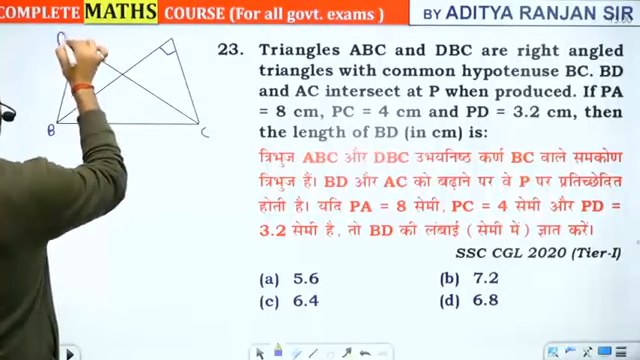 COMPLETE MATHS COURSE (For all govt. exams )
BY ADITYA RANJAN SIR
23. Triangles ABC and DBC are right angled
triangles with common hypotenuse BC. BD
and AC intersect at P when produced. If PA
= 8 cm, PC = 4 cm and PD = 3.2 cm, then
the length of BD (in cm) is:
त्रिभुज ABC और DBC उभयनिष्ठ कर्ण BC वाले समकोण
त्रिभुज हैं। BD और AC को बढ़ाने पर वे P पर प्रतिच्छेदित
होती है। यदि PA = 8 सेमी, PC = 4 सेमी और PD =
3.2 सेमी है, तो BD की लंबाई (सेमी में) ज्ञात करें।
SSC CGL 2020 (Tier-I)
(a) 5.6 (b) 7.2
(c) 6.4 (d) 6.8
B C